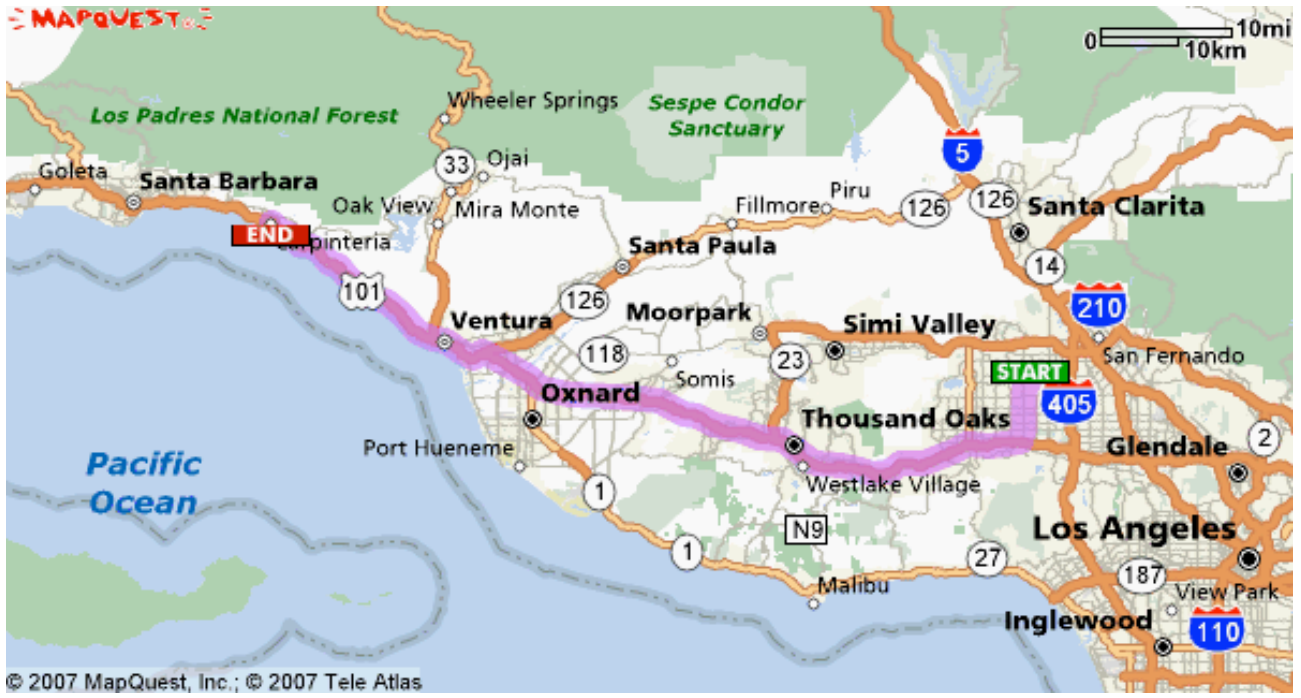 MAPQUEST
0 10mi
10km
Wheeler Springs
Los Padres National Forest
Sespe Condor
Sanctuary
5
33
Ojai
Goleta
Santa Barbara
Oak View
Mira Monte
Fillmore
Piru
126
126
Santa Clarita
END
Carpinteria
Santa Paula
14
101
126
Ventura
Moorpark
Simi Valley
210
118
Somis
23
START
San Fernando
405
Oxnard
Thousand Oaks
Glendale
2
Port Hueneme
Westlake Village
Pacific
Ocean
1
N9
Los Angeles
1
27
187
Malibu
View Park
Inglewood
110
© 2007 MapQuest, Inc.; © 2007 Tele Atlas